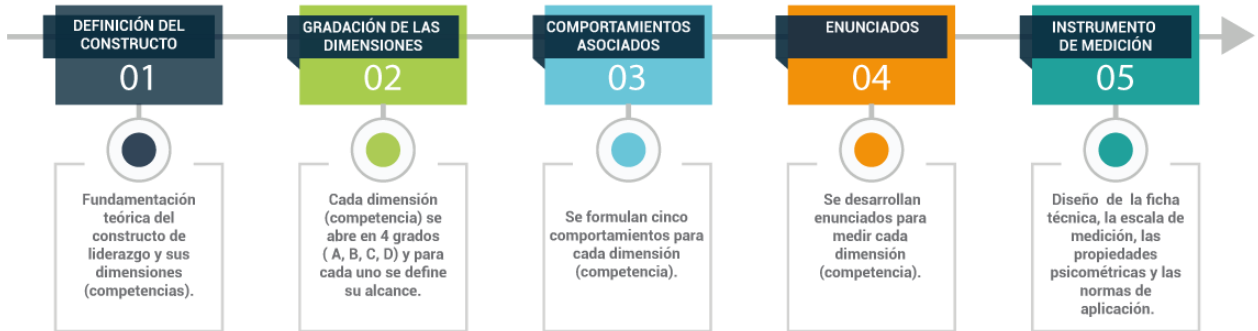 DEFINICIÓN DEL
CONSTRUCTO
01
Fundamentación
teórica del
constructo de
liderazgo y sus
dimensiones
(competencias).
GRADACIÓN DE LAS
DIMENSIONES
02
Cada dimensión
(competencia) se
abre en 4 grados
( A, B, C, D) y para
cada uno se define
su alcance.
COMPORTAMIENTOS
ASOCIADOS
03
Se formulan cinco
comportamientos para
cada dimensión
(competencia).
ENUNCIADOS
04
Se desarrollan
enunciados para
medir cada
dimensión
(competencia).
INSTRUMENTO
DE MEDICIÓN
05
Diseño de la ficha
técnica, la escala de
medición, las
propiedades
psicométricas y las
normas de
aplicación.